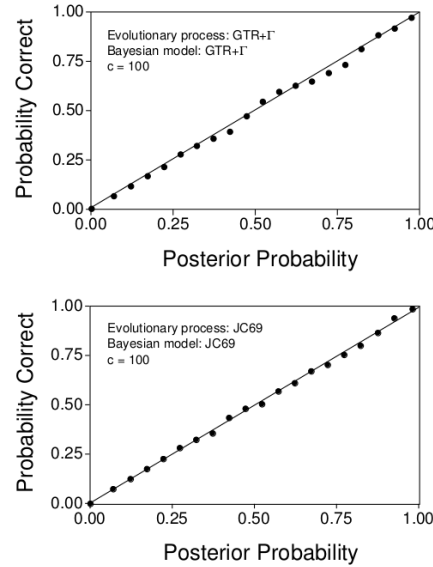 1.00
Evolutionary process: GTR+Γ
Bayesian model: GTR+Γ
c = 100
0.75
0.50
0.25
0.00
Probability Correct
0.00 0.25 0.50 0.75 1.00
Posterior Probability
1.00
Evolutionary process: JC69
Bayesian model: JC69
c = 100
0.75
0.50
0.25
0.00
Probability Correct
0.00 0.25 0.50 0.75 1.00
Posterior Probability